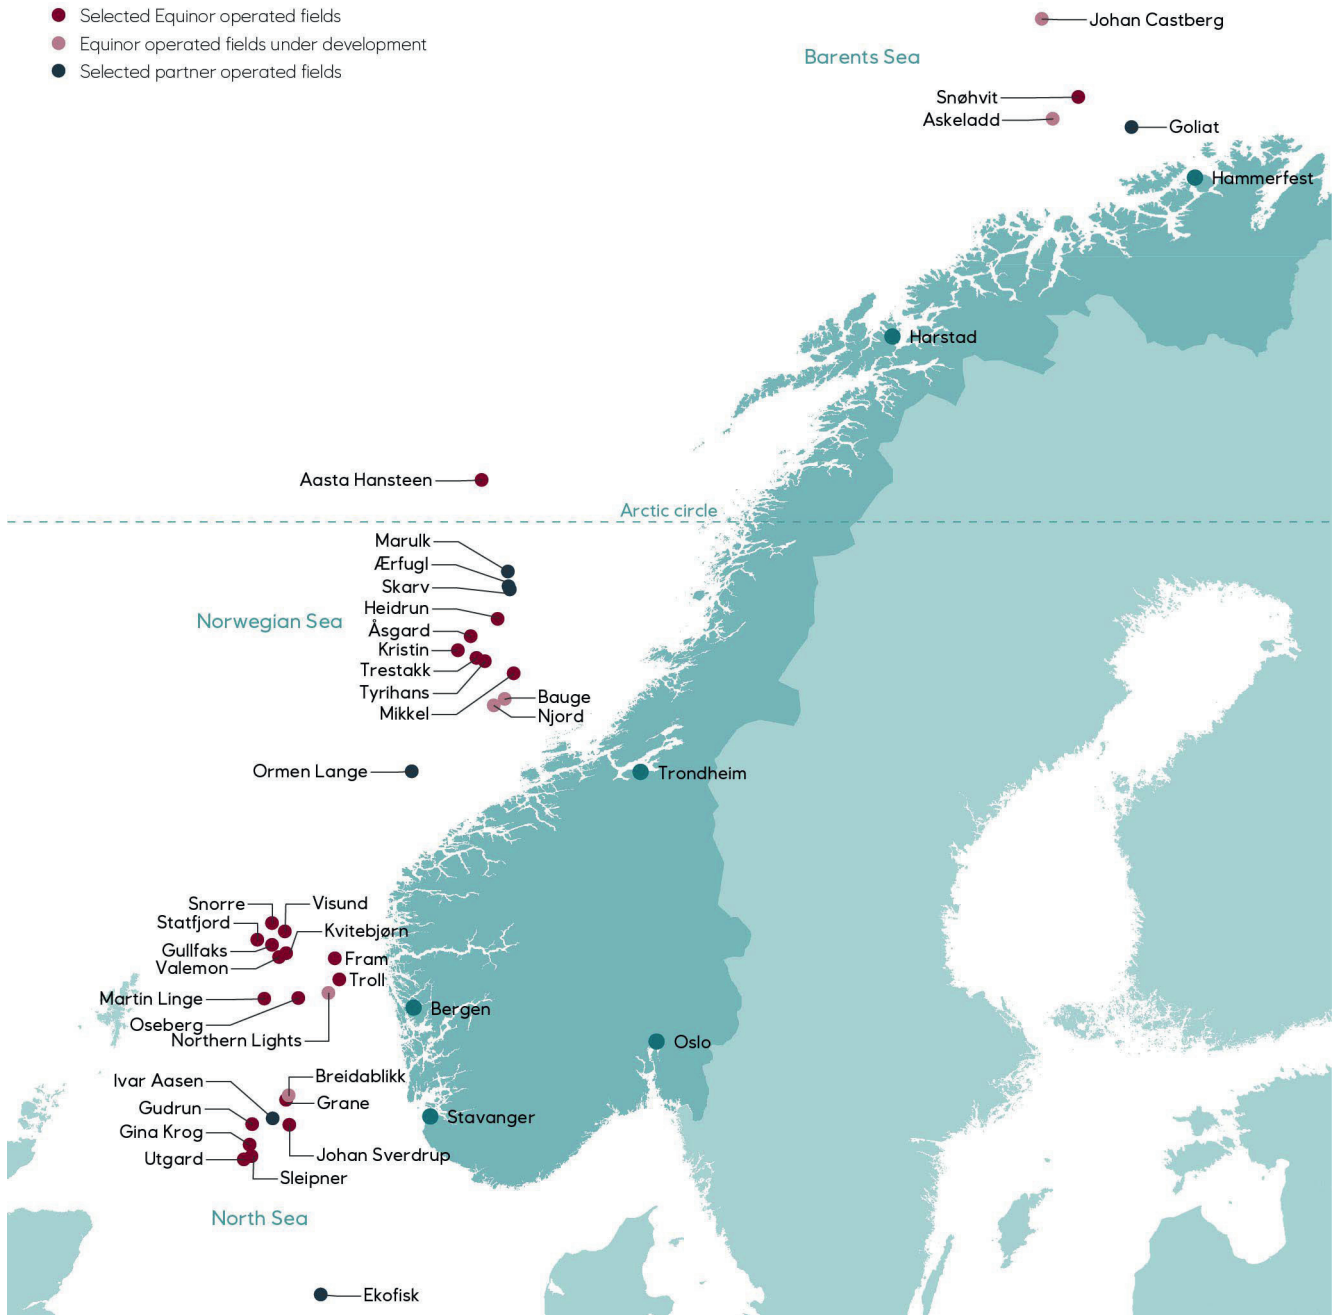 Selected Equinor operated fields
Equinor operated fields under development
Selected partner operated fields
Johan Castberg
Barents Sea
Snøhvit
Askeladd
Goliat
Hammerfest
Harstad
Aasta Hansteen
Arctic circle
Marulk
Ærfugl
Skarv
Norwegian Sea
Heidrun
Åsgard
Kristin
Trestakk
Tyrihans
Mikkel
Bauge
Njord
Ormen Lange
Trondheim
Snorre
Visund
Statfjord
Kvitebjørn
Gullfaks
Valemon
Fram
Troll
Martin Linge
Bergen
Oseberg
Northern Lights
Oslo
Breidablikk
Ivar Aasen
Grane
Gudrun
Stavanger
Gina Krog
Johan Sverdrup
Utgard
Sleipner
North Sea
Ekofisk